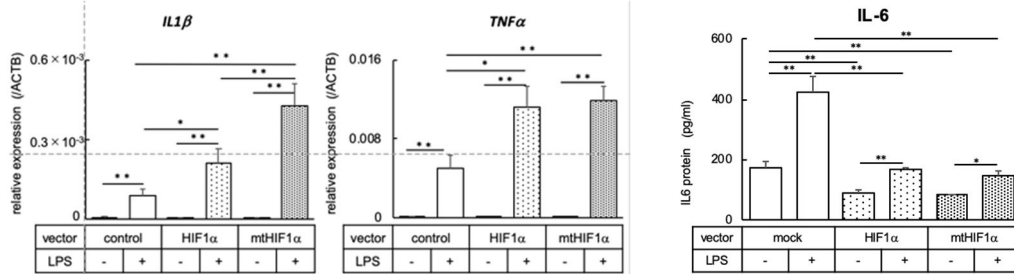 IL1β
relative expression (/ACTB)
0.6×10⁻³
0.3×10⁻³
0
** 
**
**
*
**
**
vector control HIF1α mtHIF1α
LPS - + - + - +
TNFα
relative expression (/ACTB)
0.016
0.008
0
**
*
**
**
**
vector control HIF1α mtHIF1α
LPS - + - + - +
IL-6
IL6 protein (pg/ml)
600
400
200
0
**
**
**
**
**
**
*
vector mock HIF1α mtHIF1α
LPS - + - + - +